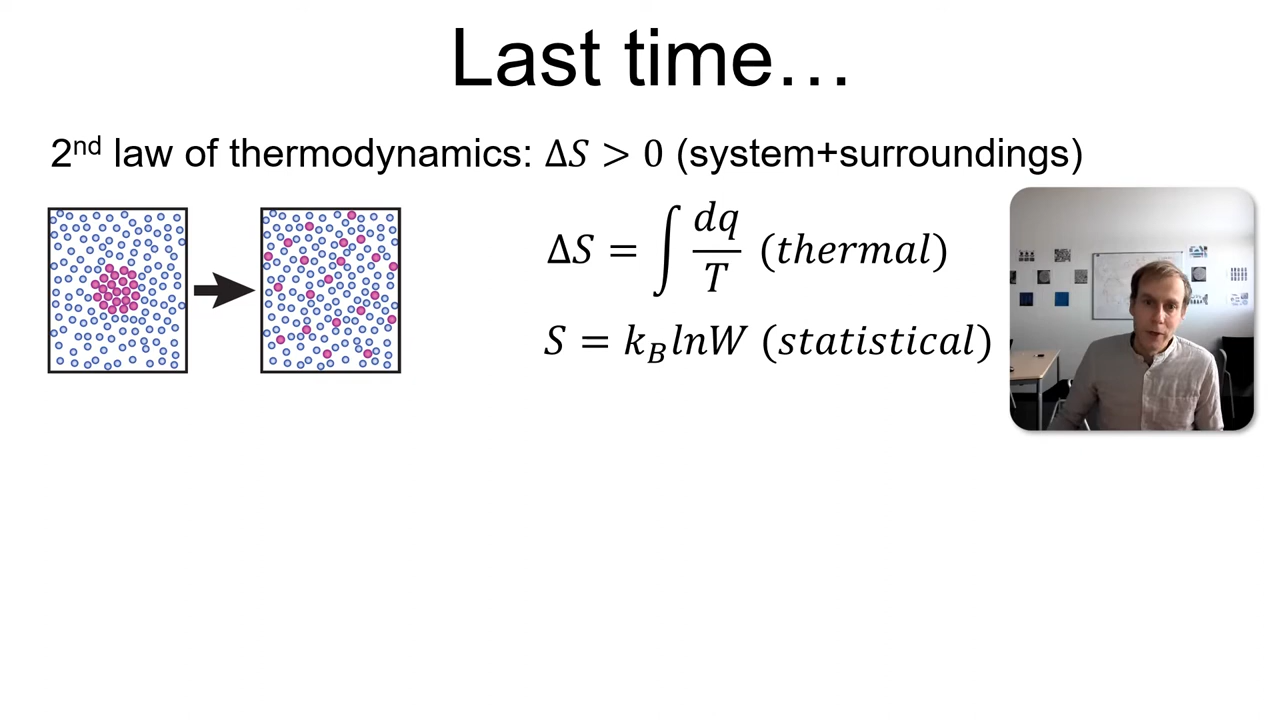 Last time…
2nd law of thermodynamics: ΔS > 0 (system+surroundings)
ΔS = ∫ dq/T (thermal)
S = k_B lnW (statistical)